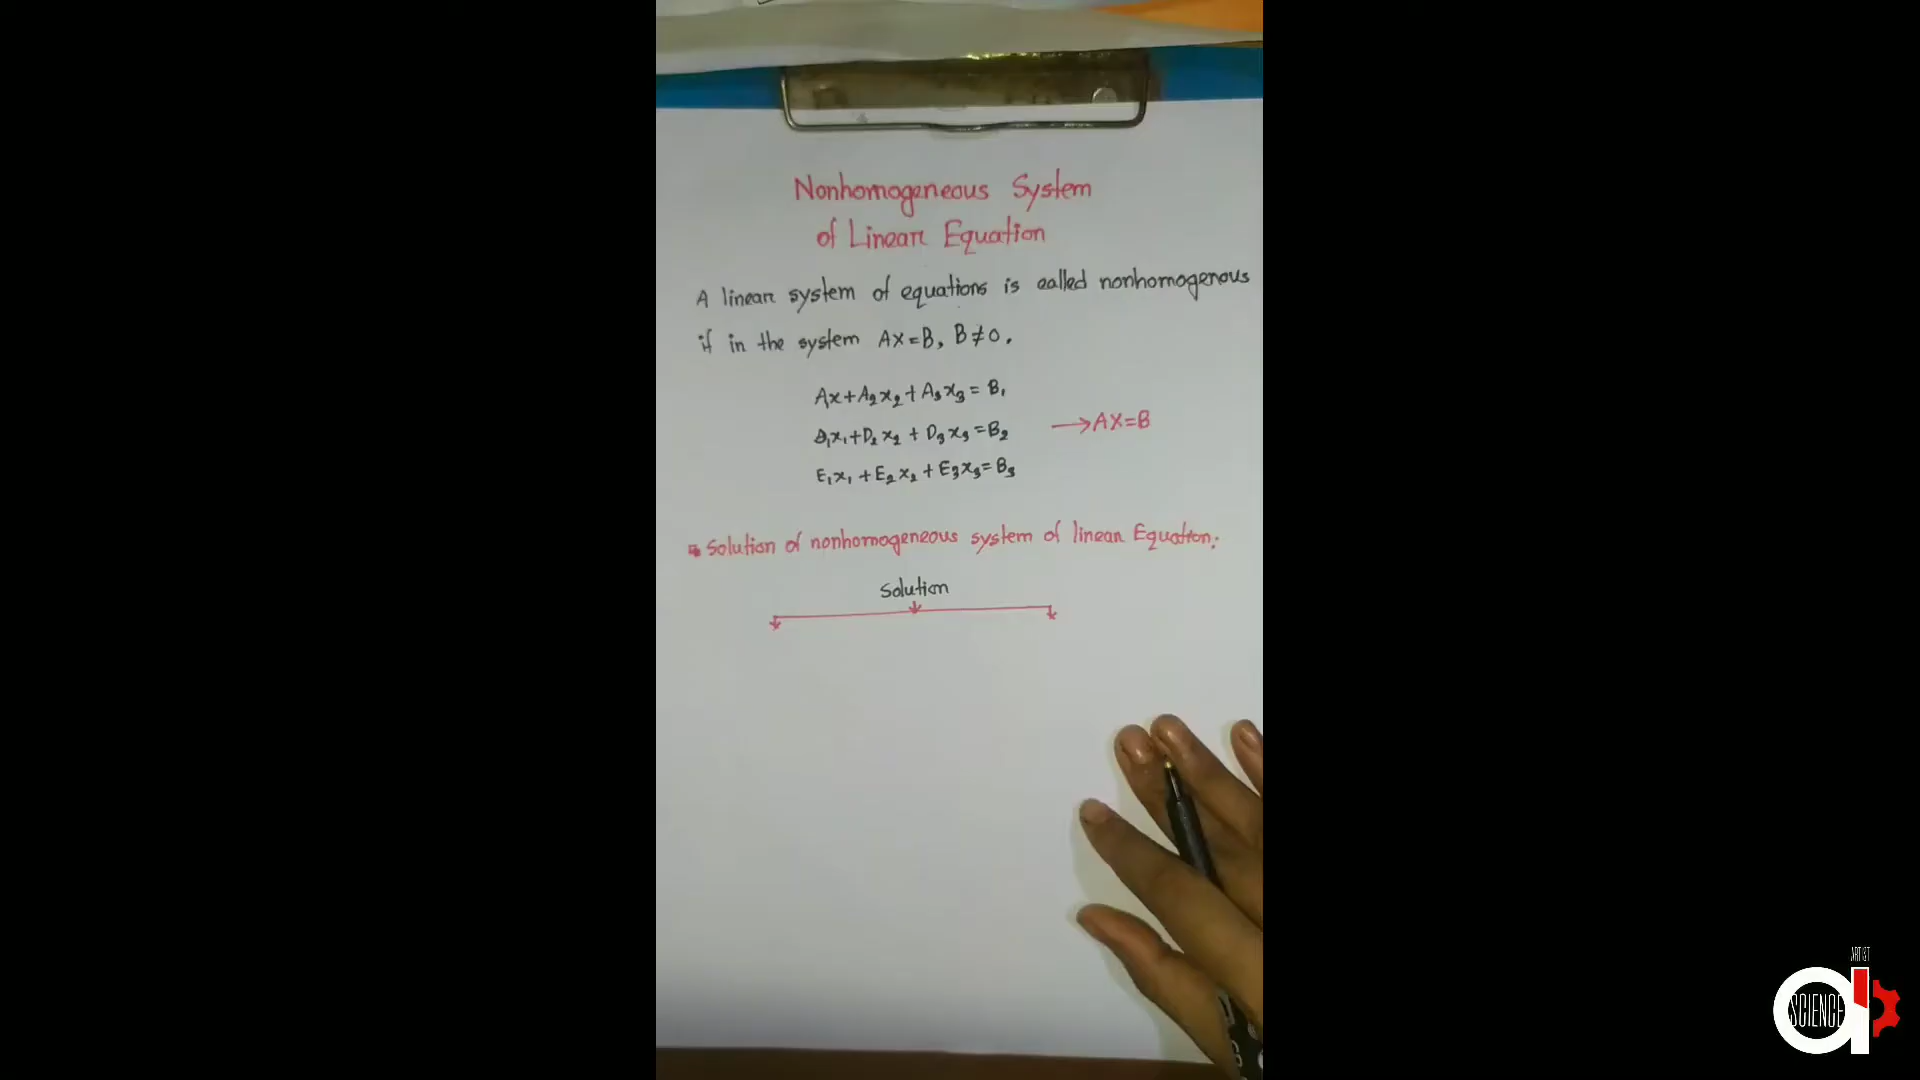 Nonhomogeneous System
of Linear Equation
A linear system of equations is called nonhomogenous
if in the system AX=B, B≠0.
Ax+A₂x₂+A₃x₃=B₁
D₁x₁+D₂x₂+D₃x₃=B₂
→AX=B
E₁x₁+E₂x₂+E₃x₃=B₃
Solution of nonhomogeneous system of linear Equation:
Solution
ARTIST
SCIENCE